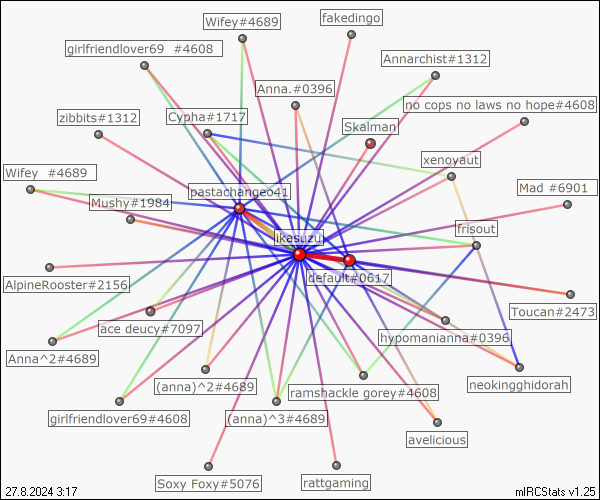 Wifey#4689
fakedingo
girlfriendlover69 #4608
Annarchist#1312
Anna.#0396
no cops no laws no hope#4608
zibbits#1312
Cypha#1717
Skalman
xenoyaut
Wifey #4689
pastachangeo41
Mad #6901
Mushy#1984
frisout
ikasuzu
default#0617
AlpineRooster#2156
Toucan#2473
ace deucy#7097
hypomanianna#0396
Anna^2#4689
(anna)^2#4689
neokingghidorah
ramshackle gorey#4608
girlfriendlover69#4608
(anna)^3#4689
avelicious
Soxy Foxy#5076
rattgaming
27.8.2024 3:17
mIRCStats v1.25